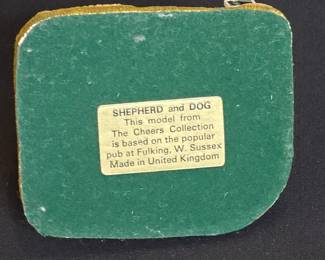 SHEPHERD and DOG
This model from
The Cheers Collection
is based on the popular
pub at Fulking, W. Sussex
Made in United Kingdom